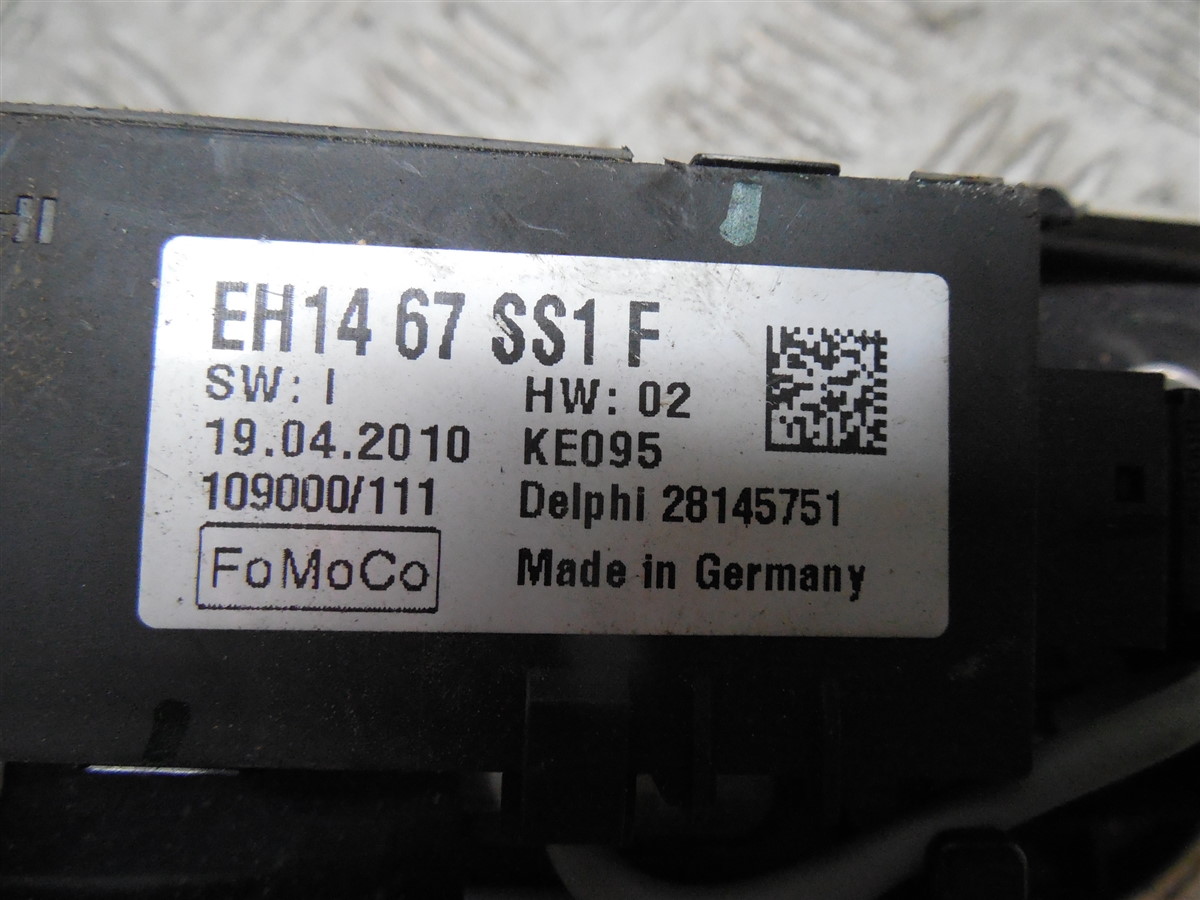 EH14 67 SS1 F
SW: I HW: 02
19.04.2010 KE095
109000/111 Delphi 28145751
FoMoCo Made in Germany